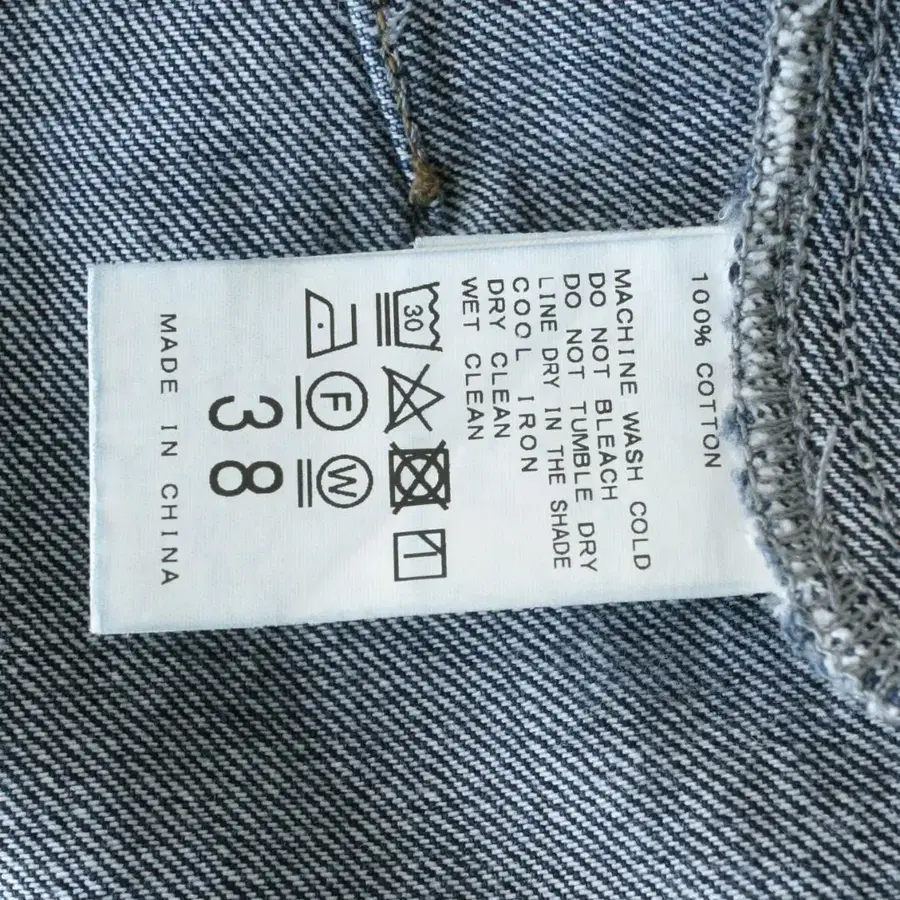 100% COTTON
MACHINE WASH COLD
DO NOT BLEACH
DO NOT TUMBLE DRY
LINE DRY IN THE SHADE
COOL IRON
DRY CLEAN
WET CLEAN
30
F W
38
MADE IN CHINA